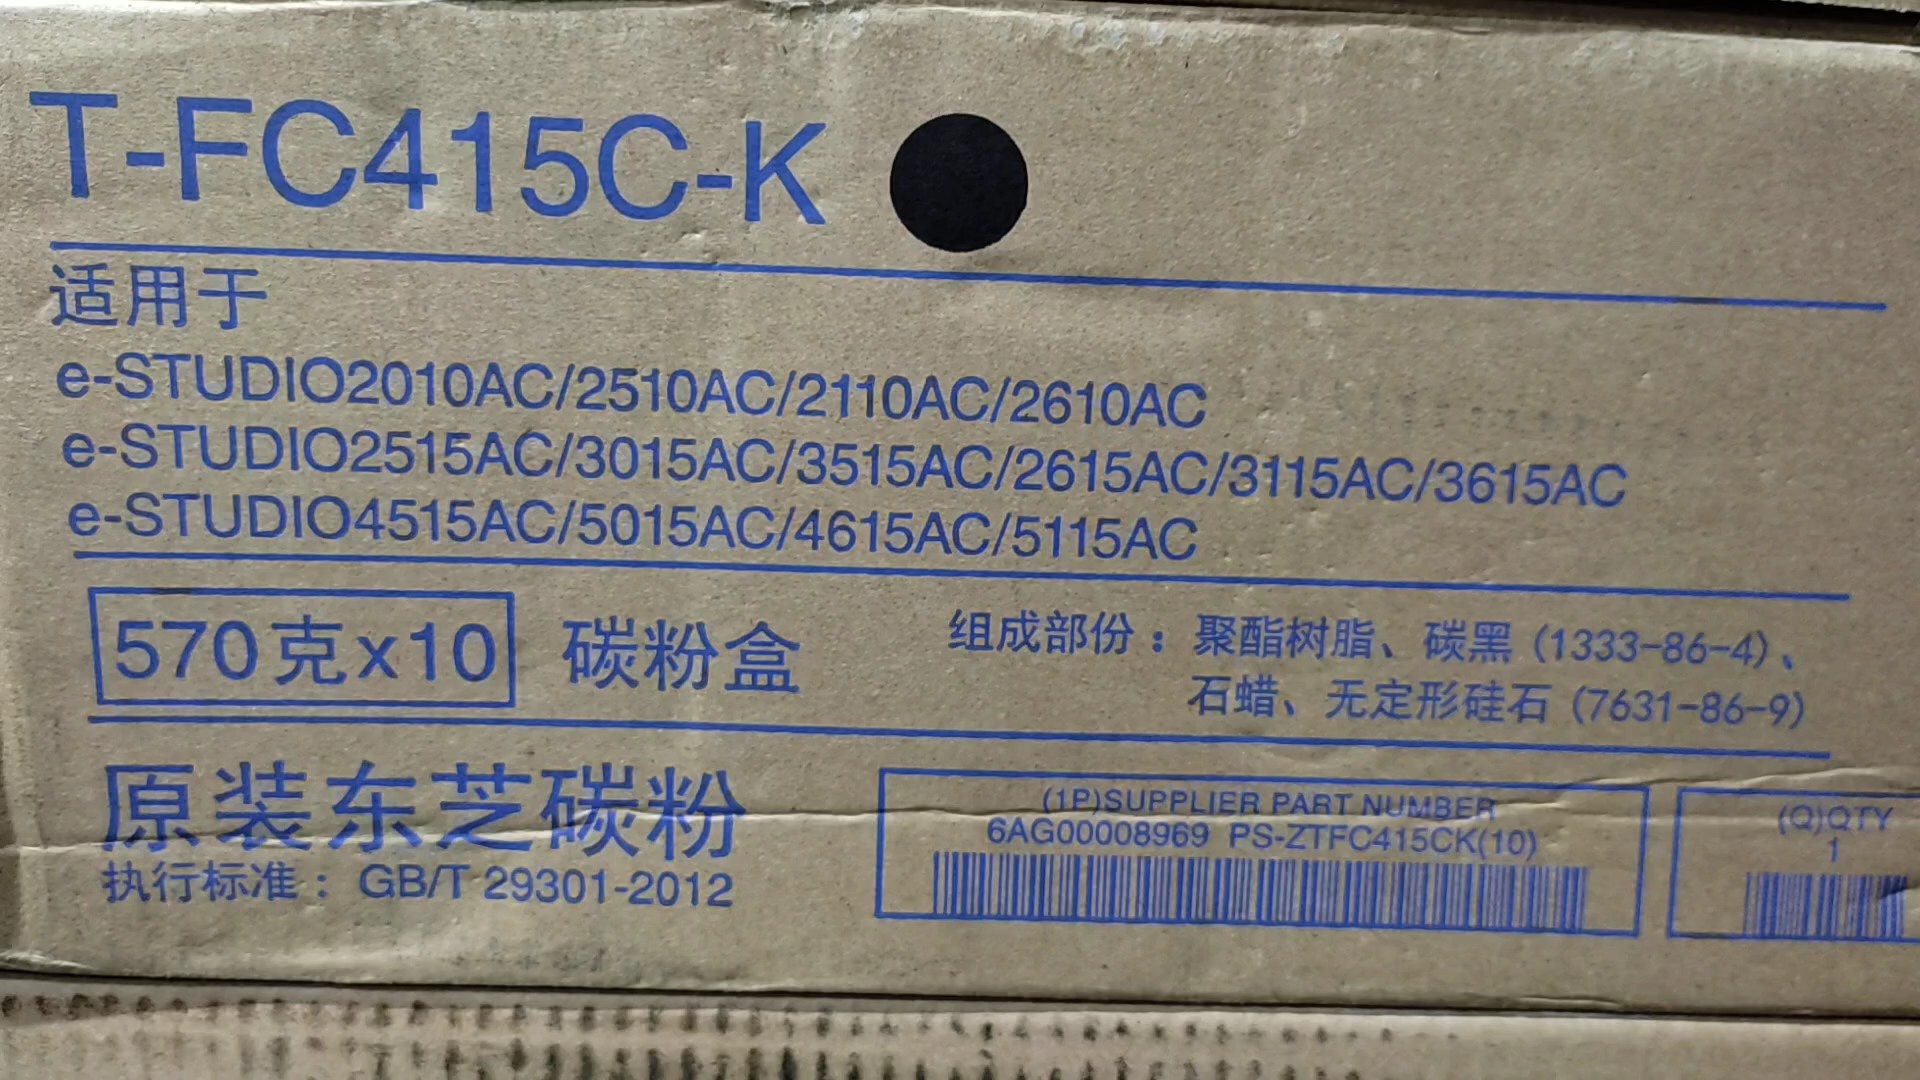 T-FC415C-K
适用于
e-STUDIO2010AC/2510AC/2110AC/2610AC
e-STUDIO2515AC/3015AC/3515AC/2615AC/3115AC/3615AC
e-STUDIO4515AC/5015AC/4615AC/5115AC
570克x10 碳粉盒
组成部份：聚酯树脂、碳黑 (1333-86-4)、
石蜡、无定形硅石 (7631-86-9)
原装东芝碳粉
执行标准：GB/T 29301-2012
(1P)SUPPLIER PART NUMBER
6AG00008969 PS-ZTFC415CK(10)
(Q)QTY
1